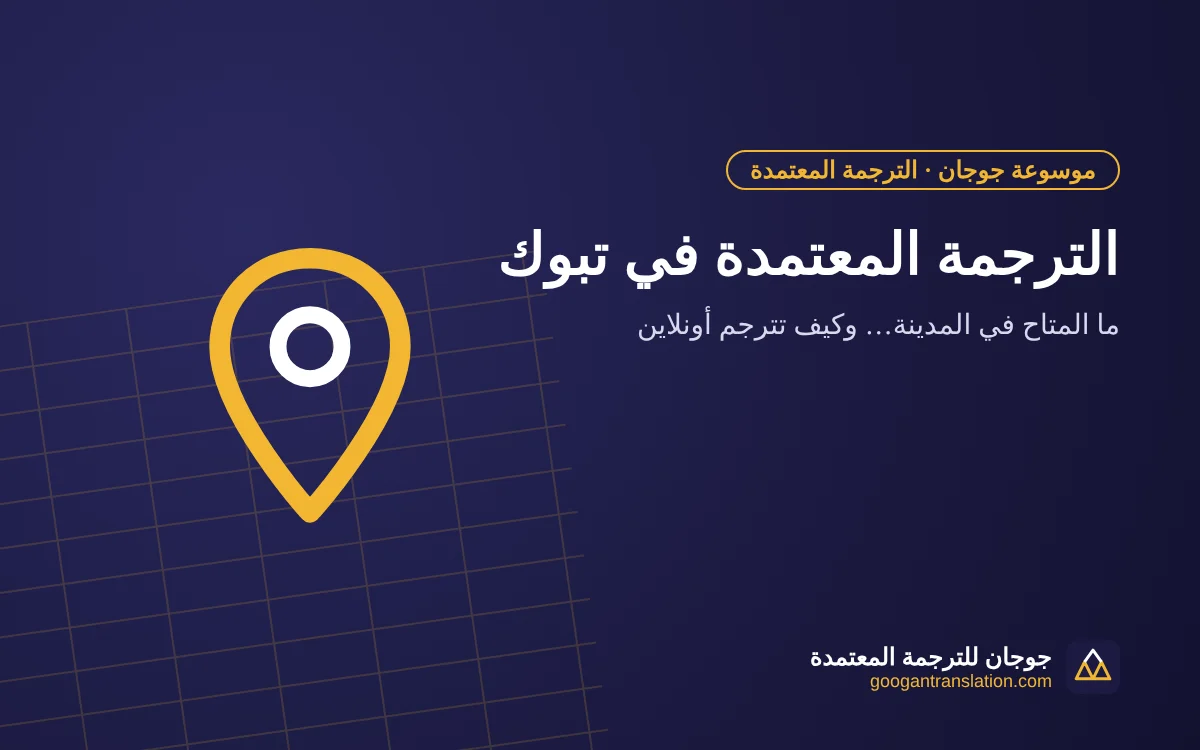 موسوعة جوجان · الترجمة المعتمدة
الترجمة المعتمدة في تبوك
ما المتاح في المدينة… وكيف تترجم أونلاين
جوجان للترجمة المعتمدة
googantranslation.com